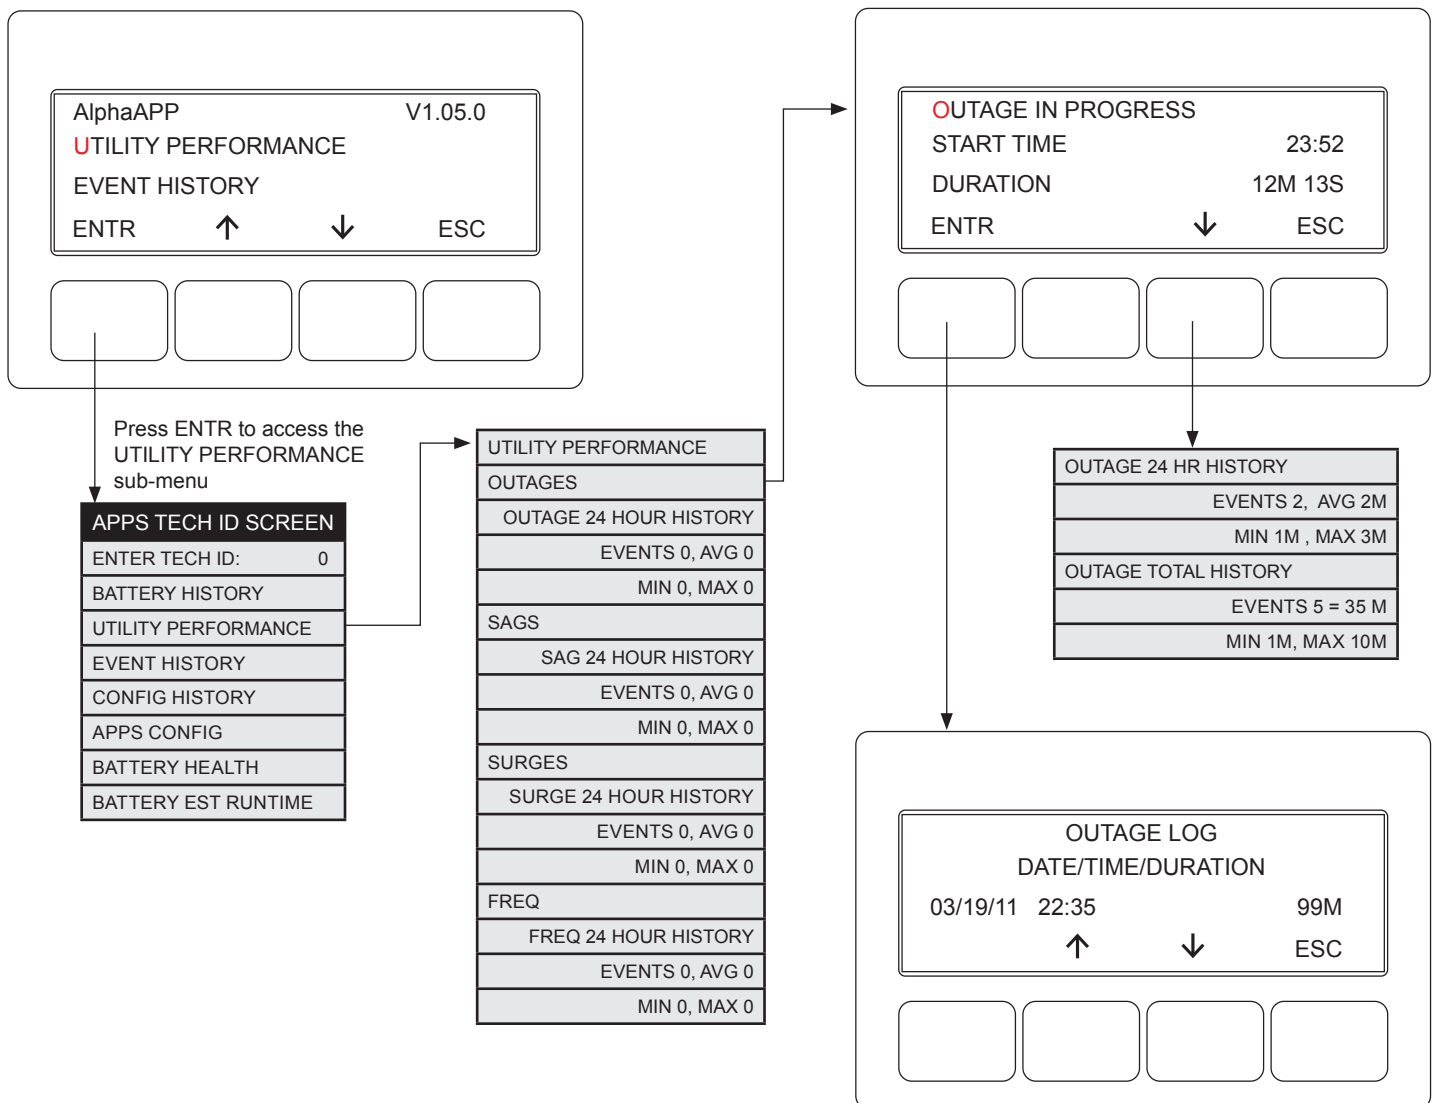 AlphaAPP V1.05.0
UTILITY PERFORMANCE
EVENT HISTORY
ENTR ↑ ↓ ESC
Press ENTR to access the
UTILITY PERFORMANCE
sub-menu
APPS TECH ID SCREEN
ENTER TECH ID: 0
BATTERY HISTORY
UTILITY PERFORMANCE
EVENT HISTORY
CONFIG HISTORY
APPS CONFIG
BATTERY HEALTH
BATTERY EST RUNTIME
UTILITY PERFORMANCE
OUTAGES
OUTAGE 24 HOUR HISTORY
EVENTS 0, AVG 0
MIN 0, MAX 0
SAGS
SAG 24 HOUR HISTORY
EVENTS 0, AVG 0
MIN 0, MAX 0
SURGES
SURGE 24 HOUR HISTORY
EVENTS 0, AVG 0
MIN 0, MAX 0
FREQ
FREQ 24 HOUR HISTORY
EVENTS 0, AVG 0
MIN 0, MAX 0
OUTAGE IN PROGRESS
START TIME 23:52
DURATION 12M 13S
ENTR ↓ ESC
OUTAGE 24 HR HISTORY
EVENTS 2, AVG 2M
MIN 1M , MAX 3M
OUTAGE TOTAL HISTORY
EVENTS 5 = 35 M
MIN 1M, MAX 10M
OUTAGE LOG
DATE/TIME/DURATION
03/19/11 22:35 99M
↑ ↓ ESC